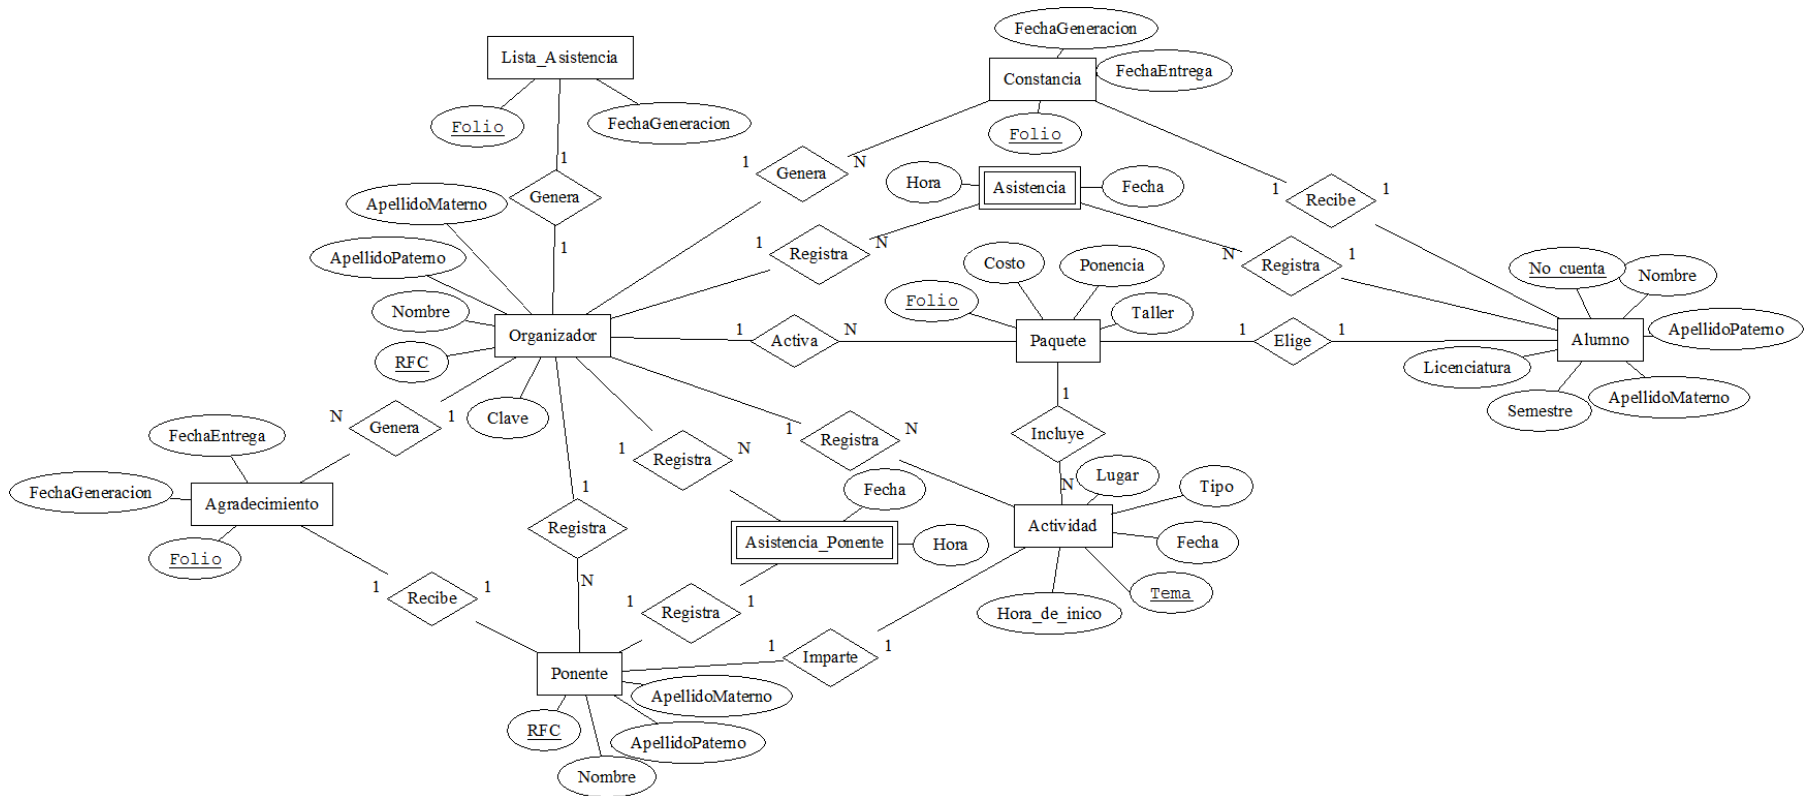 FechaGeneracion
Lista_Asistencia
Constancia
FechaEntrega
Folio
FechaGeneracion
Folio
1
1
N
Genera
Hora
Asistencia
Fecha
1
1
Recibe
ApellidoMaterno
Genera
1
Registra
N
1
N
Registra
1
ApellidoPaterno
1
Costo
Ponencia
No_cuenta
Nombre
Folio
Taller
Nombre
Organizador
1
Activa
N
Paquete
1
Elige
1
Alumno
ApellidoPaterno
RFC
Licenciatura
1
ApellidoMaterno
Semestre
N
Genera
1
Clave
FechaEntrega
1
Registra
N
1
Registra
N
Incluye
FechaGeneracion
Agradecimiento
1
Fecha
N
Lugar
Tipo
Registra
Actividad
Asistencia_Ponente
Hora
Fecha
Folio
N
1
Recibe
1
1
Registra
1
Hora_de_inico
Tema
Ponente
1
Imparte
1
ApellidoMaterno
RFC
ApellidoPaterno
Nombre